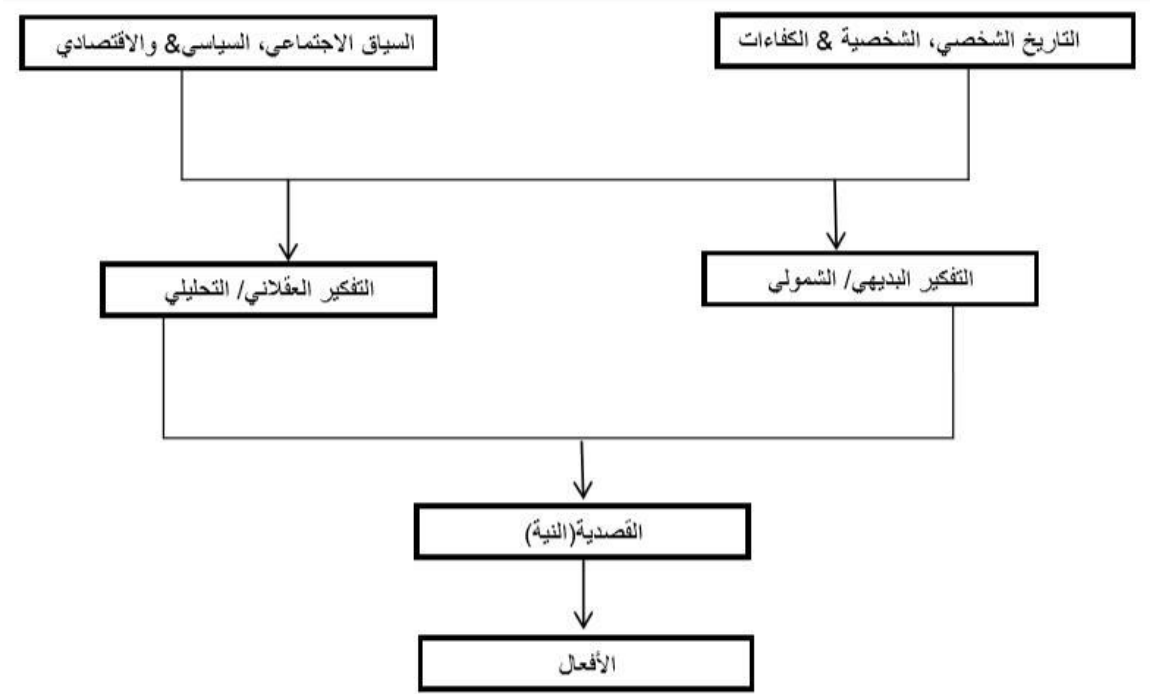 التاريخ الشخصي، الشخصية & الكفاءات
السياق الاجتماعي، السياسي& والاقتصادي
التفكير البديهي/ الشمولي
التفكير العقلاني/ التحليلي
القصدية(النية)
الأفعال